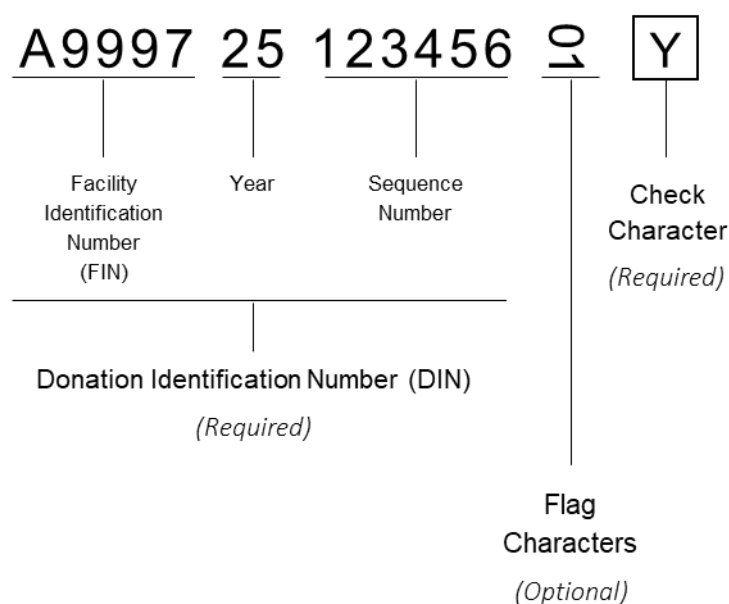 A9997 25 123456 01 Y
Facility
Identification
Number
(FIN)
Year
Sequence
Number
Check
Character
(Required)
Donation Identification Number (DIN)
(Required)
Flag
Characters
(Optional)